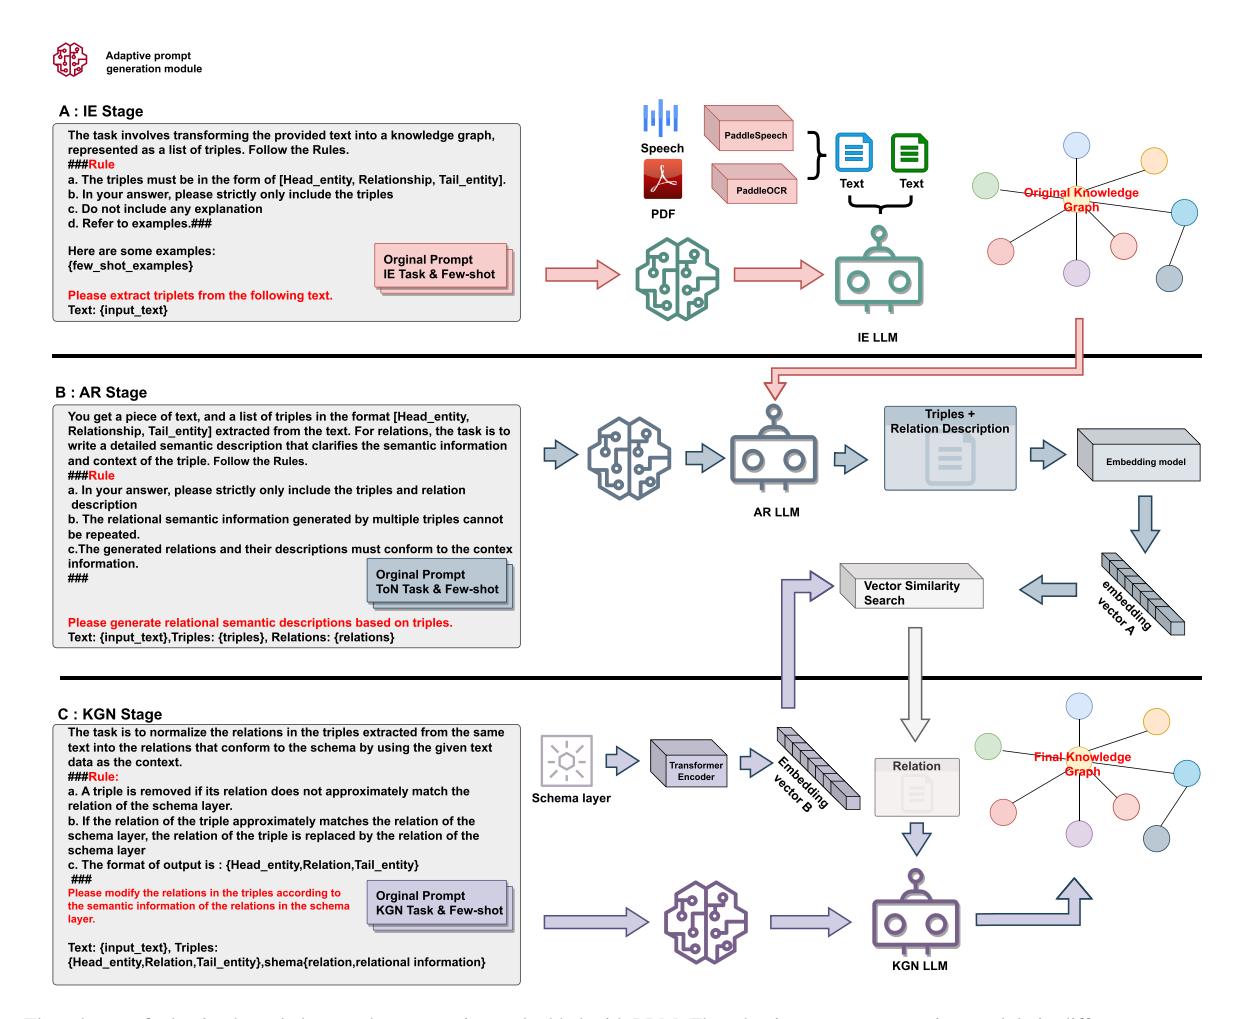 Adaptive prompt
generation module
A : IE Stage
The task involves transforming the provided text into a knowledge graph,
represented as a list of triples. Follow the Rules.
###Rule
a. The triples must be in the form of [Head_entity, Relationship, Tail_entity].
b. In your answer, please strictly only include the triples
c. Do not include any explanation
d. Refer to examples.###
Here are some examples:
{few_shot_examples}
Please extract triplets from the following text.
Text: {input_text}
Orginal Prompt
IE Task & Few-shot
Speech
PDF
PaddleSpeech
PaddleOCR
Text
Text
IE LLM
Original Knowledge
Graph
B : AR Stage
You get a piece of text, and a list of triples in the format [Head_entity,
Relationship, Tail_entity] extracted from the text. For relations, the task is to
write a detailed semantic description that clarifies the semantic information
and context of the triple. Follow the Rules.
###Rule
a. In your answer, please strictly only include the triples and relation
description
b. The relational semantic information generated by multiple triples cannot
be repeated.
c.The generated relations and their descriptions must conform to the contex
information.
###
Orginal Prompt
ToN Task & Few-shot
Please generate relational semantic descriptions based on triples.
Text: {input_text},Triples: {triples}, Relations: {relations}
AR LLM
Triples +
Relation Description
Embedding model
embedding
vector A
Vector Similarity
Search
C : KGN Stage
The task is to normalize the relations in the triples extracted from the same
text into the relations that conform to the schema by using the given text
data as the context.
###Rule:
a. A triple is removed if its relation does not approximately match the
relation of the schema layer.
b. If the relation of the triple approximately matches the relation of the
schema layer, the relation of the triple is replaced by the relation of the
schema layer
c. The format of output is : {Head_entity,Relation,Tail_entity}
###
Please modify the relations in the triples according to
the semantic information of the relations in the schema
layer.
Orginal Prompt
KGN Task & Few-shot
Text: {input_text}, Triples:
{Head_entity,Relation,Tail_entity},shema{relation,relational information}
Schema layer
Transformer
Encoder
Embedding
vector B
Relation
KGN LLM
Final Knowledge
Graph